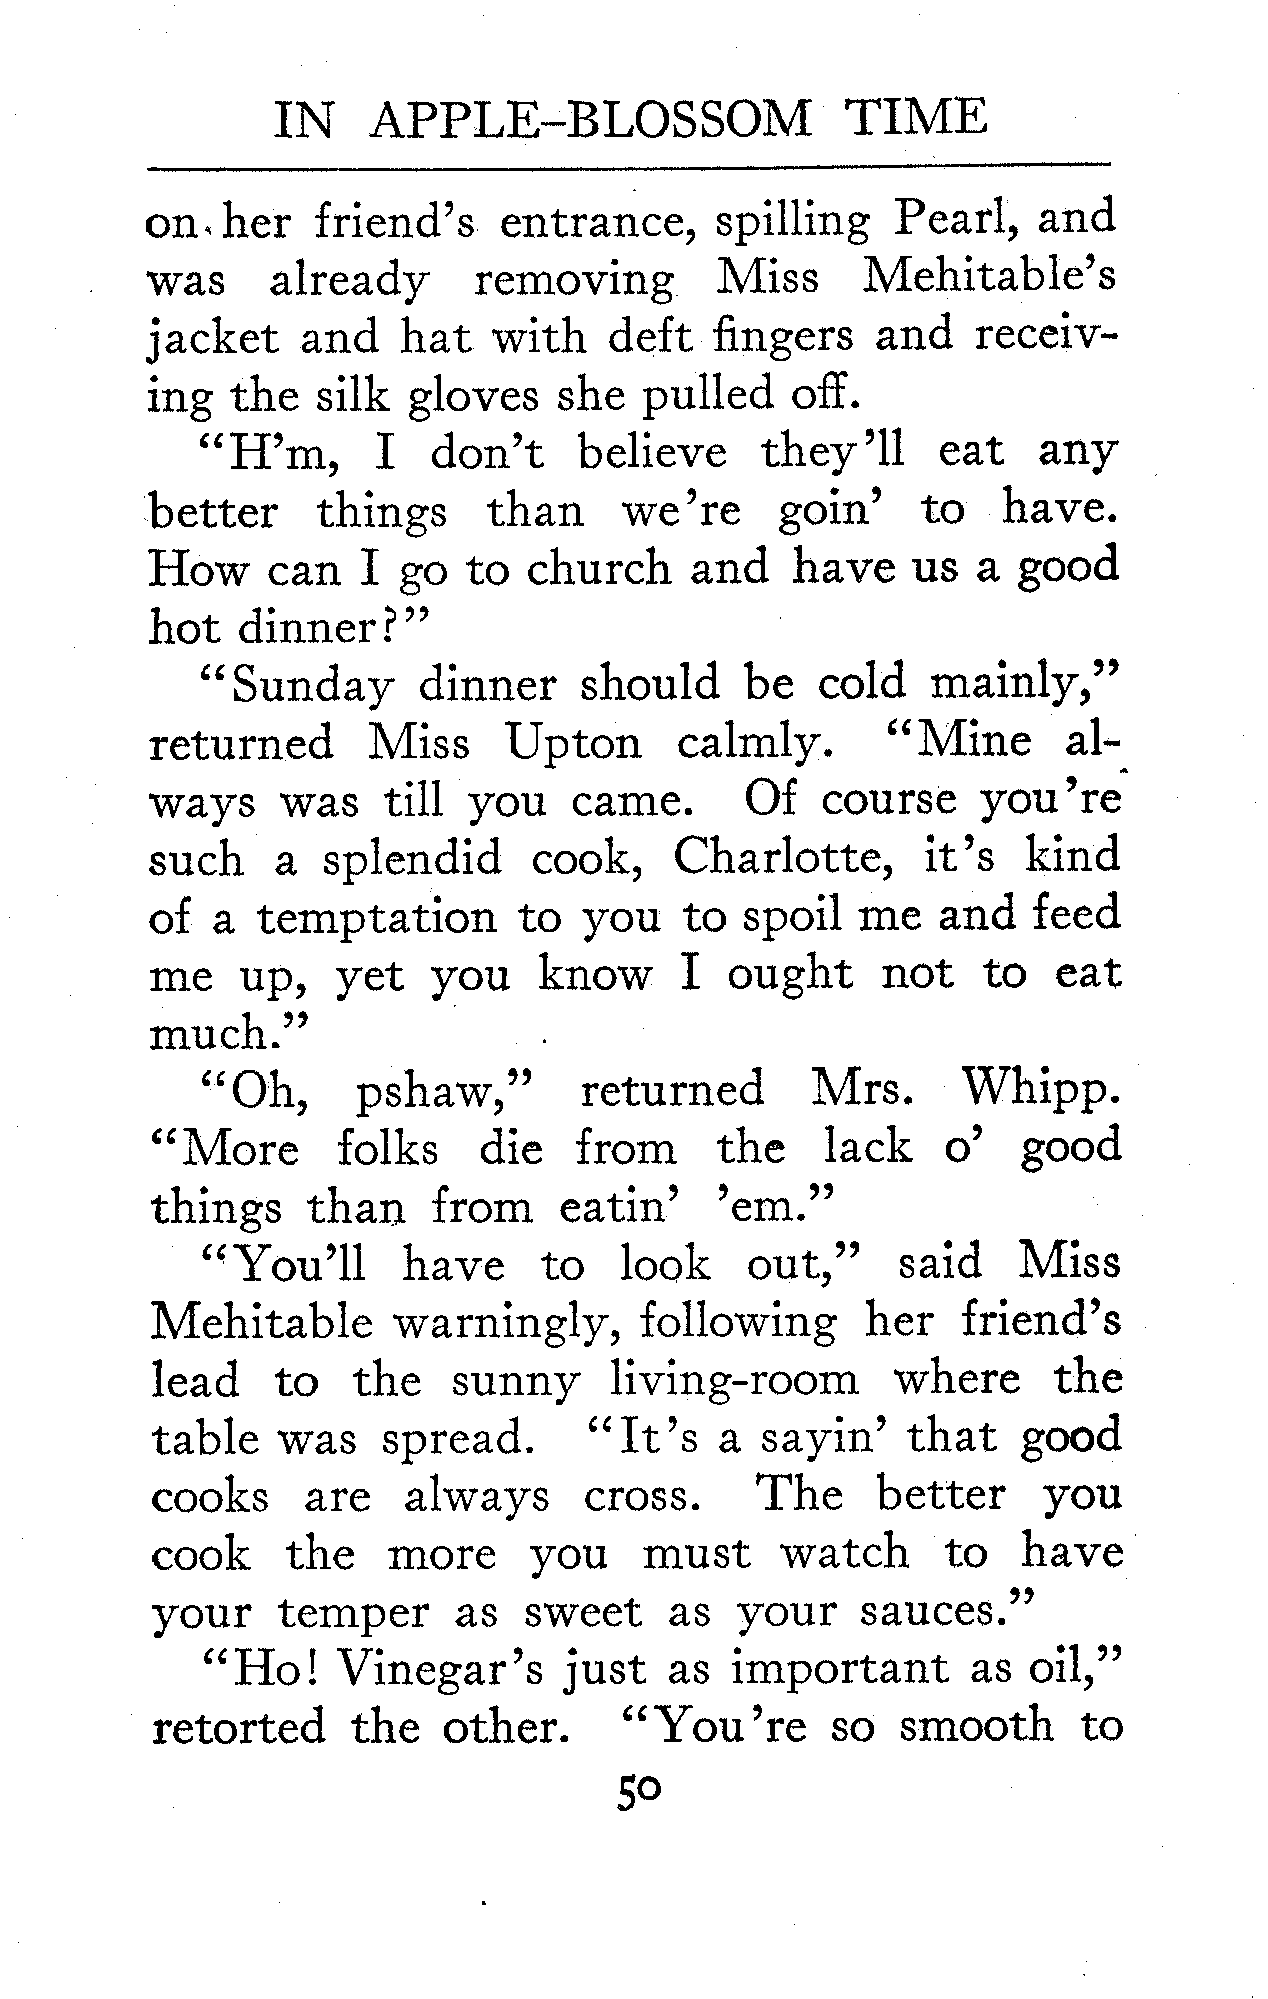 IN APPLE-BLOSSOM TIME
on her friend's entrance, spilling Pearl, and
was already removing Miss Mehitable's
jacket and hat with deft fingers and receiv-
ing the silk gloves she pulled off.
"H'm, I don't believe they'll eat any
better things than we're goin' to have.
How can I go to church and have us a good
hot dinner?"
"Sunday dinner should be cold mainly,"
returned Miss Upton calmly. "Mine al-
ways was till you came. Of course you're
such a splendid cook, Charlotte, it's kind
of a temptation to you to spoil me and feed
me up, yet you know I ought not to eat
much."
"Oh, pshaw," returned Mrs. Whipp.
"More folks die from the lack o' good
things than from eatin' 'em."
"You'll have to look out," said Miss
Mehitable warningly, following her friend's
lead to the sunny living-room where the
table was spread. "It's a sayin' that good
cooks are always cross. The better you
cook the more you must watch to have
your temper as sweet as your sauces."
"Ho! Vinegar's just as important as oil,"
retorted the other. "You're so smooth to
50